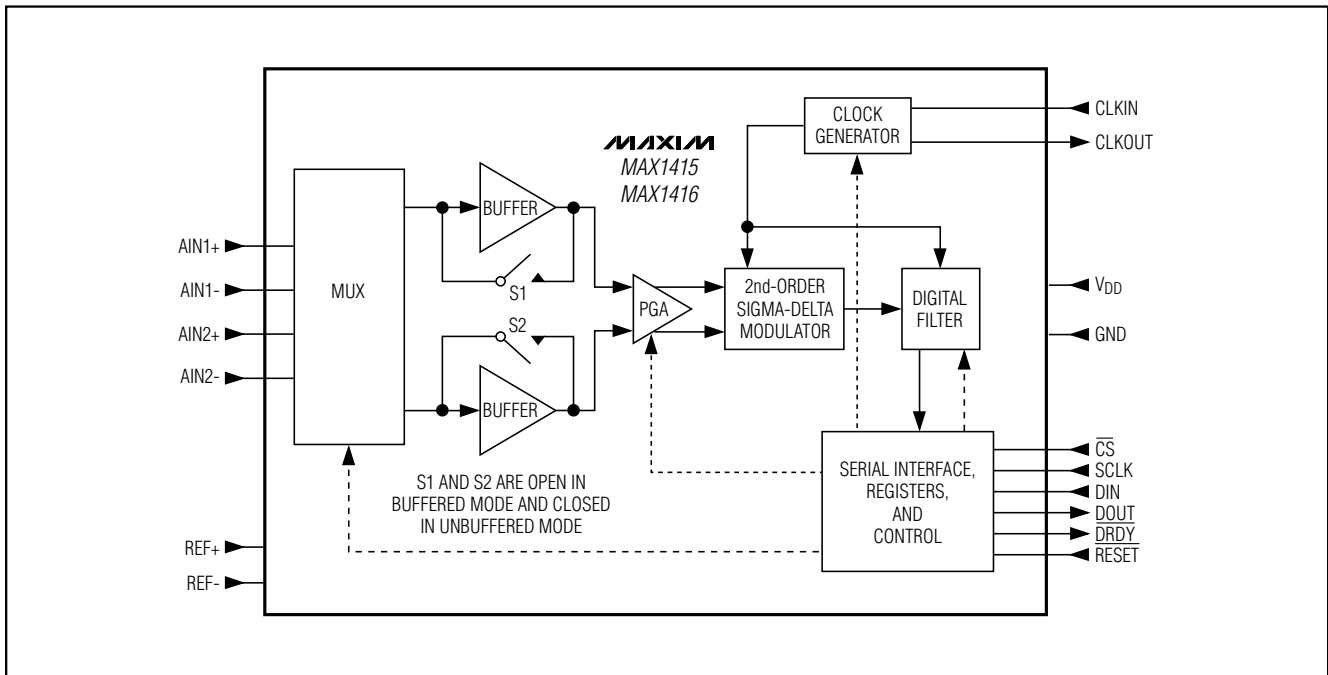 MAXIM
MAX1415
MAX1416
CLOCK
GENERATOR
CLKIN
CLKOUT
MUX
BUFFER
S1
S2
BUFFER
PGA
2nd-ORDER
SIGMA-DELTA
MODULATOR
DIGITAL
FILTER
AIN1+
AIN1-
AIN2+
AIN2-
VDD
GND
S1 AND S2 ARE OPEN IN
BUFFERED MODE AND CLOSED
IN UNBUFFERED MODE
SERIAL INTERFACE,
REGISTERS,
AND
CONTROL
CS
SCLK
DIN
DOUT
DRDY
RESET
REF+
REF-